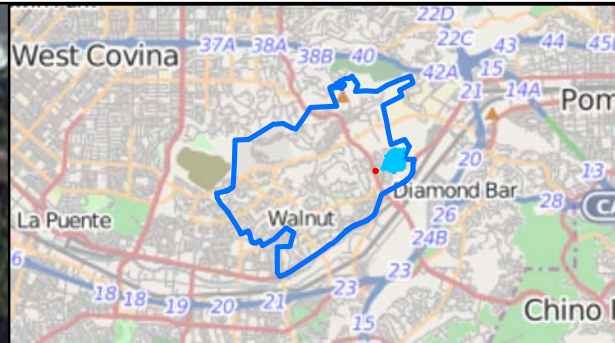 22D
37A 38A 22C 43 44
West Covina 38B 40 45
42A 15
21 14A
Pom
20
13
Diamond Bar
La Puente Walnut 26 28 CA
24B
6 23
18 18 19 20 21 23
15 Chino